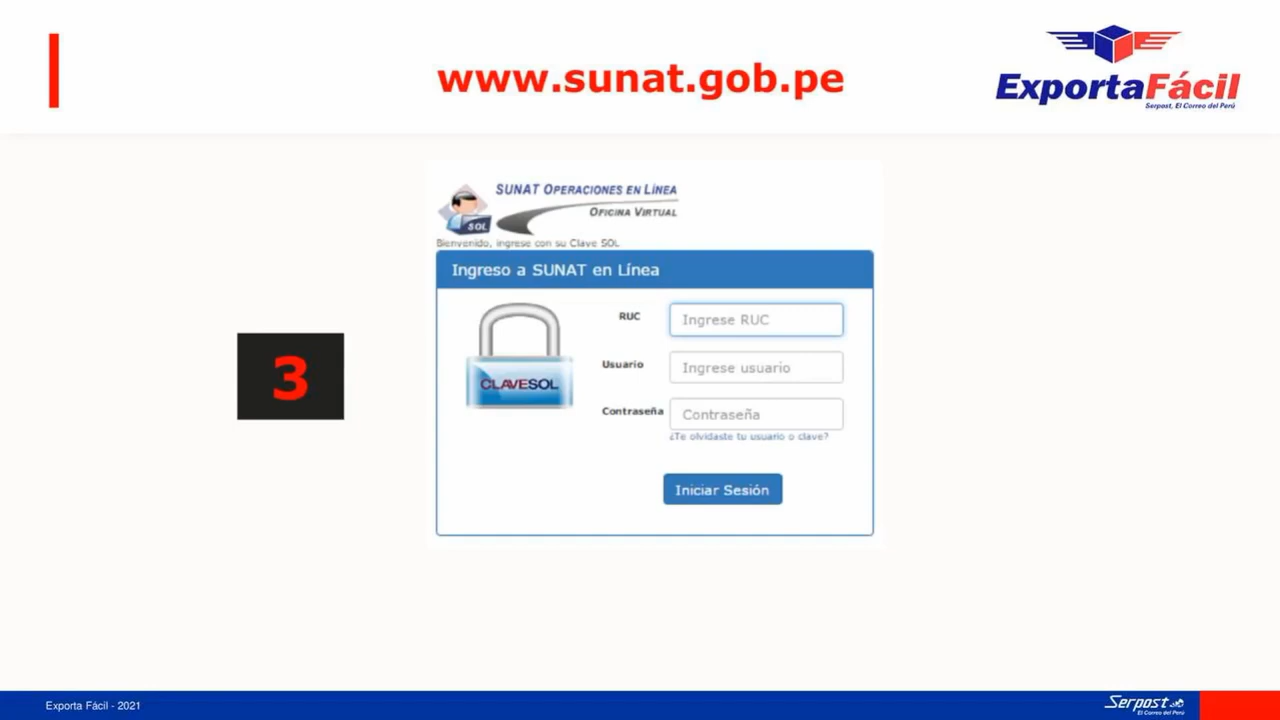 www.sunat.gob.pe
ExportaFácil
Serpost, El Correo del Perú
SUNAT OPERACIONES EN LÍNEA
OFICINA VIRTUAL
SOL
Bienvenido, ingrese con su Clave SOL
Ingreso a SUNAT en Línea
RUC
Ingrese RUC
3
Usuario
Ingrese usuario
CLAVESOL
Contraseña
Contraseña
¿Te olvidaste tu usuario o clave?
Iniciar Sesión
Exporta Fácil - 2021
Serpost
El Correo del Perú